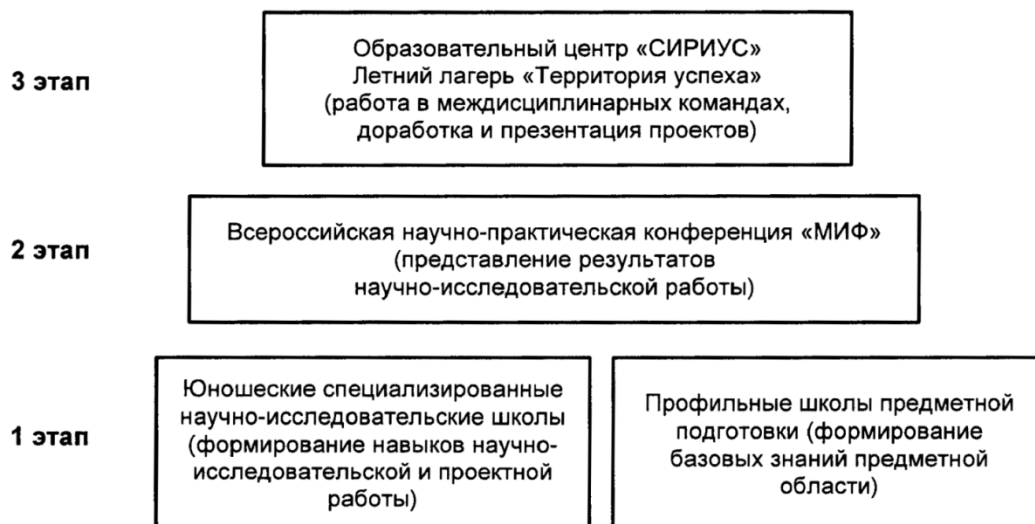 3 этап
Образовательный центр «СИРИУС»
Летний лагерь «Территория успеха»
(работа в междисциплинарных командах,
доработка и презентация проектов)
2 этап
Всероссийская научно-практическая конференция «МИФ»
(представление результатов
научно-исследовательской работы)
1 этап
Юношеские специализированные
научно-исследовательские школы
(формирование навыков научно-
исследовательской и проектной
работы)
Профильные школы предметной
подготовки (формирование
базовых знаний предметной
области)